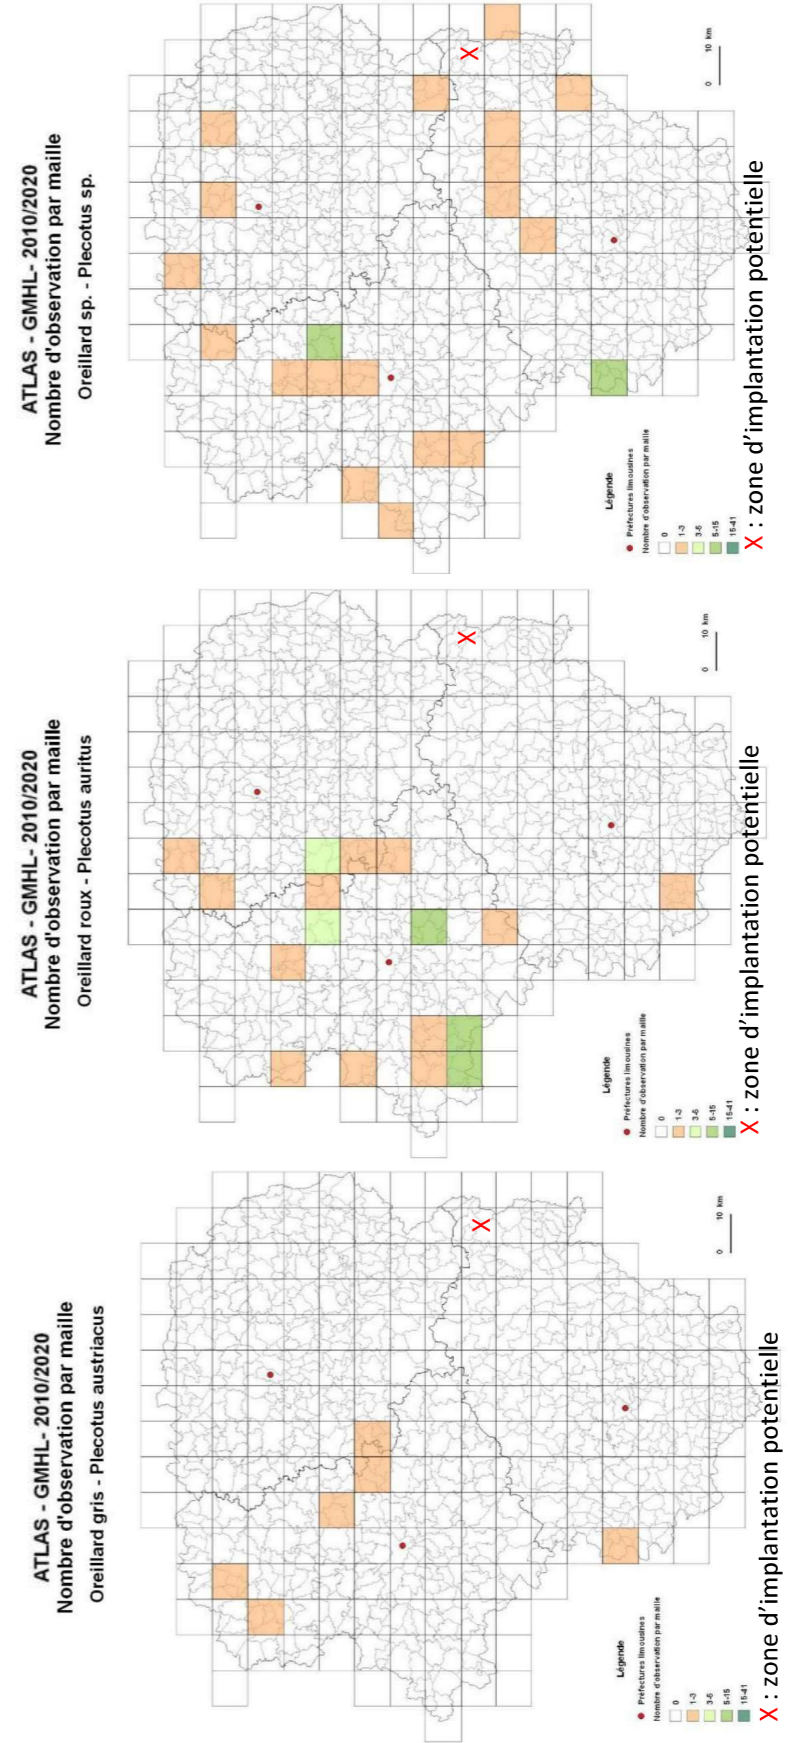 ATLAS - GMHL- 2010/2020
Nombre d'observation par maille
Oreillard gris - Plecotus austriacus
Légende
Préfectures limousines
Nombre d'observation par maille
0
1-3
3-5
5-15
15-41
0 10 km
X : zone d'implantation potentielle
X
ATLAS - GMHL- 2010/2020
Nombre d'observation par maille
Oreillard roux - Plecotus auritus
Légende
Préfectures limousines
Nombre d'observation par maille
0
1-3
3-5
5-15
15-41
0 10 km
X : zone d'implantation potentielle
X
ATLAS - GMHL- 2010/2020
Nombre d'observation par maille
Oreillard sp. - Plecotus sp.
Légende
Préfectures limousines
Nombre d'observation par maille
0
1-3
3-5
5-15
15-41
0 10 km
X : zone d'implantation potentielle
X